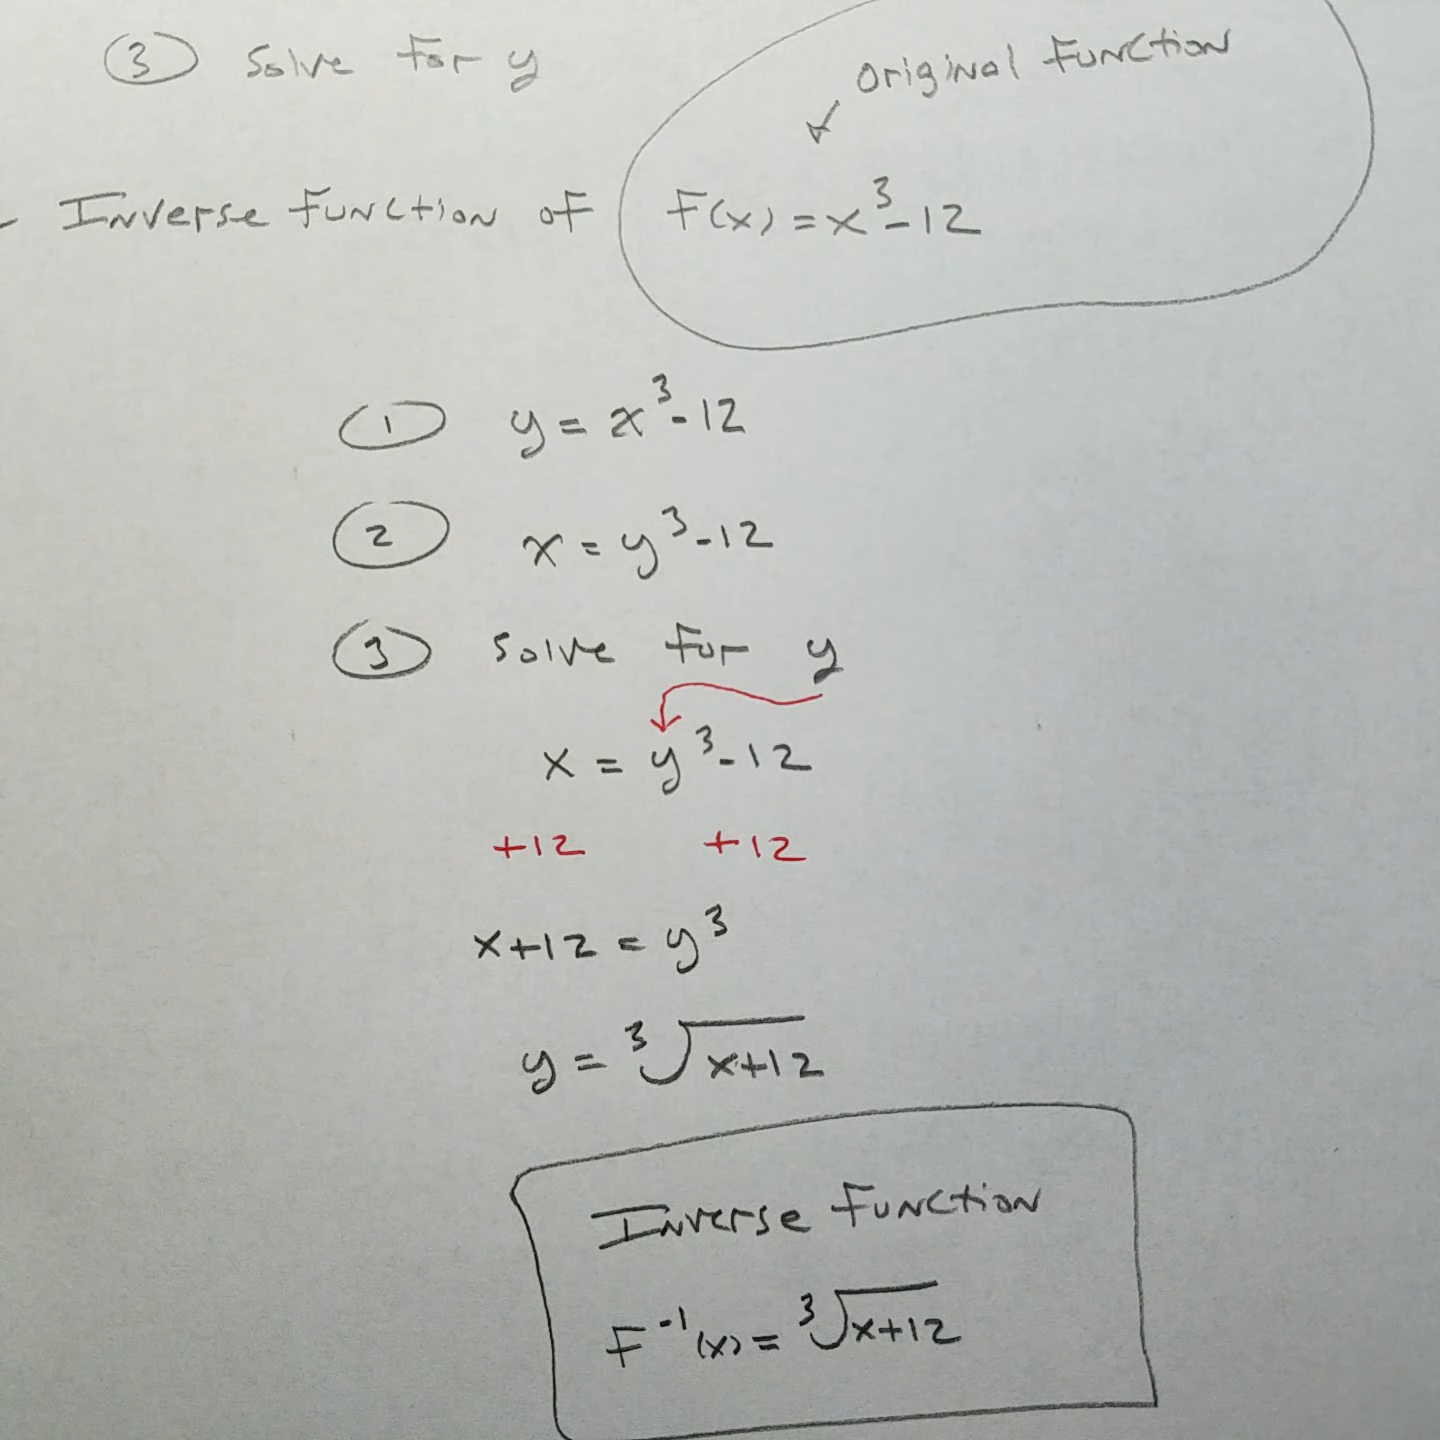 ③ Solve for y
Original Function
Inverse Function of F(x) = x³-12
① y = x³-12
② x = y³-12
③ Solve for y
x = y³-12
+12 +12
x+12 = y³
y = ³√x+12
Inverse Function
F⁻¹(x) = ³√x+12